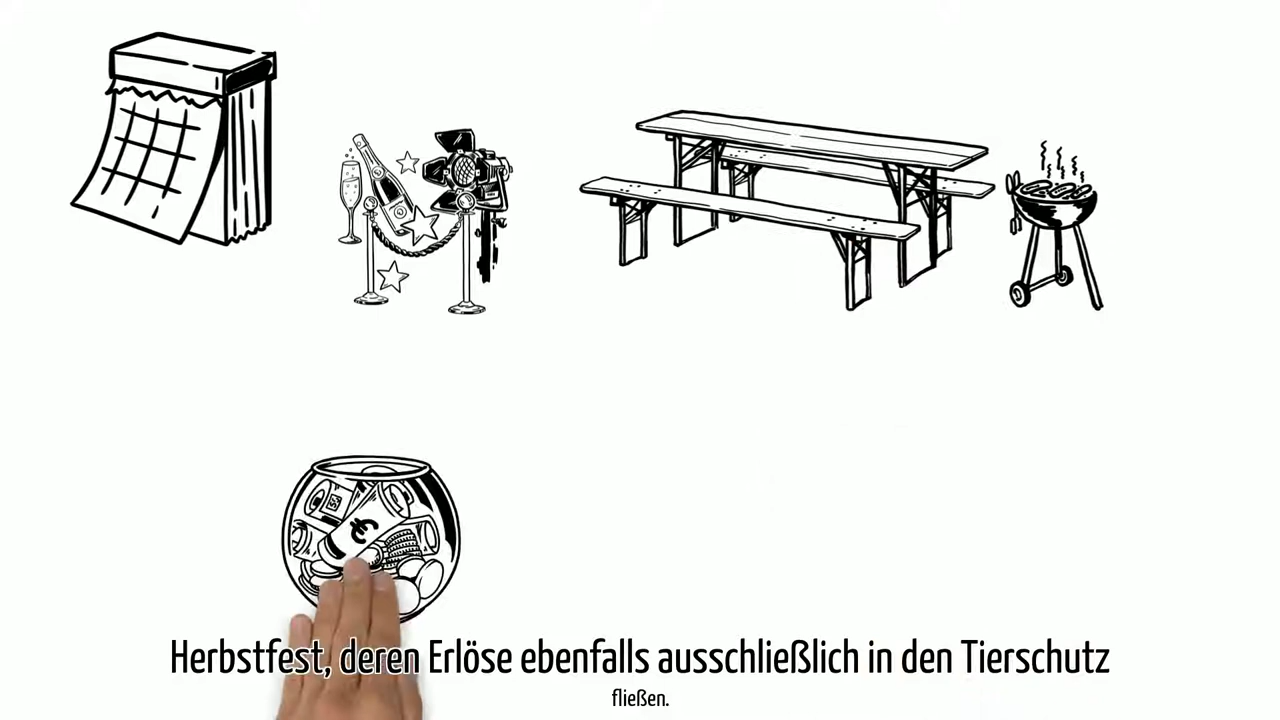 €
Herbstfest, deren Erlöse ebenfalls ausschließlich in den Tierschutz
fließen.